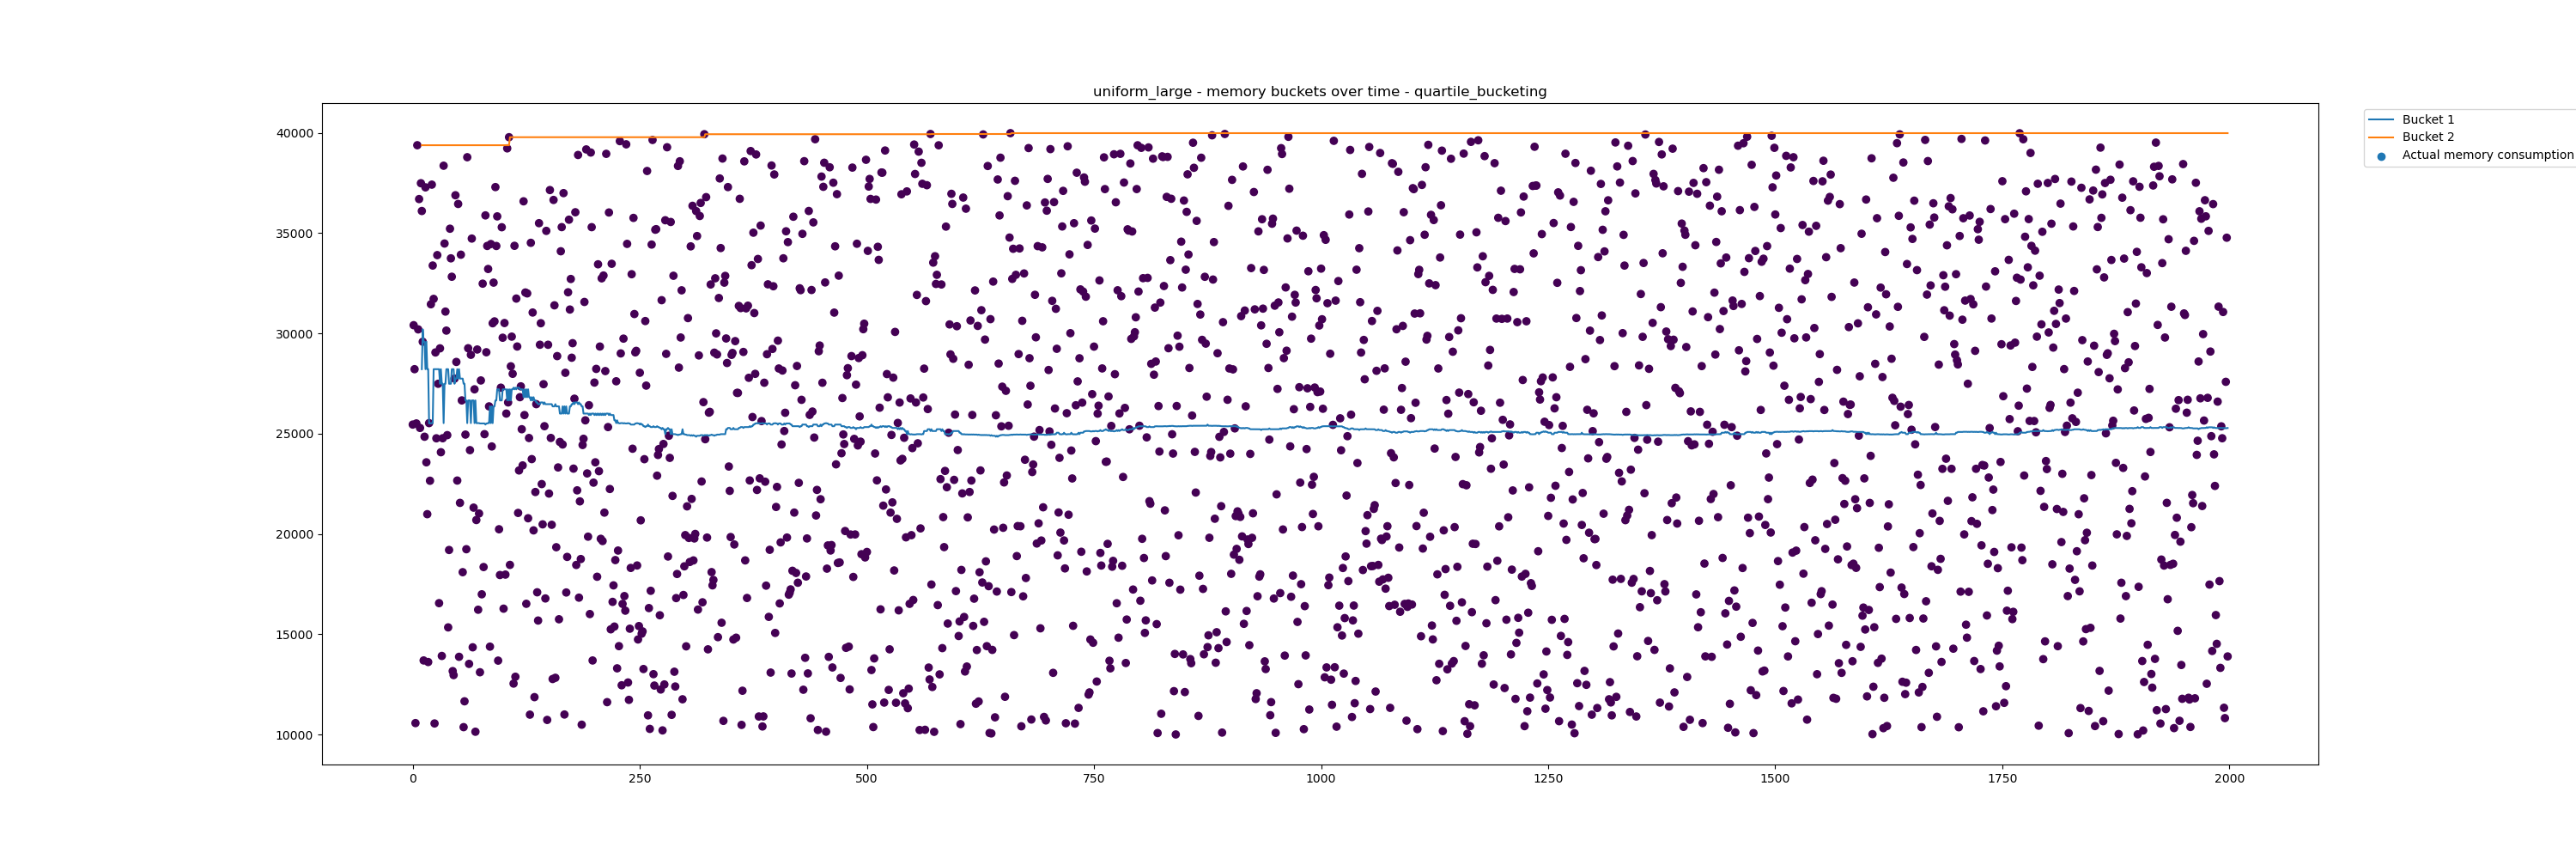 uniform_large - memory buckets over time - quartile_bucketing
40000
35000
30000
25000
20000
15000
10000
0 250 500 750 1000 1250 1500 1750 2000
Bucket 1
Bucket 2
Actual memory consumption